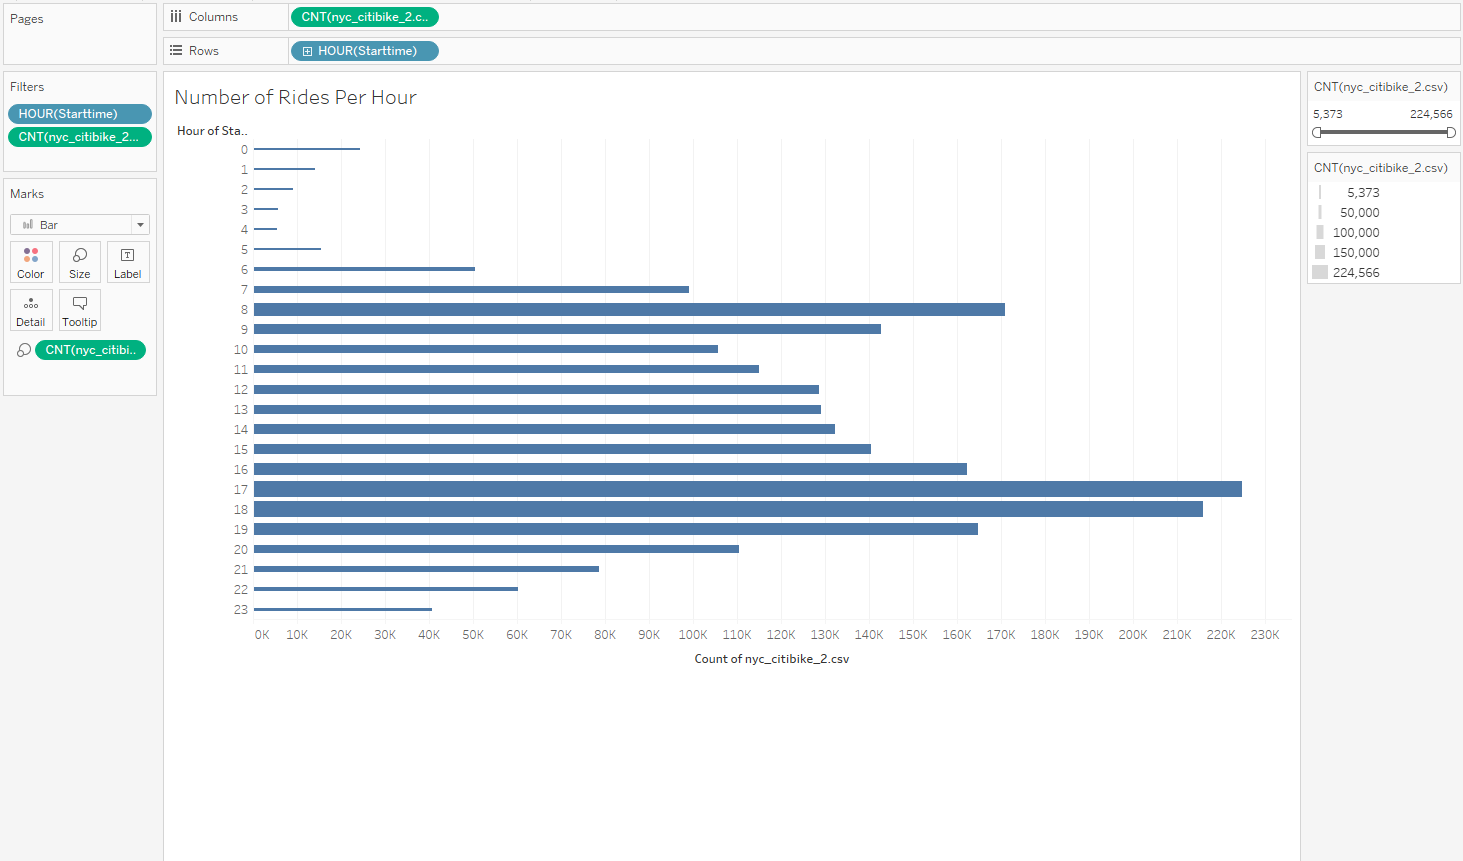 Pages
Columns
CNT(nyc_citibike_2.c..
Rows
HOUR(Starttime)
Filters
HOUR(Starttime)
CNT(nyc_citibike_2...
Marks
Bar
Color
Size
Label
Detail
Tooltip
CNT(nyc_citibi..
Number of Rides Per Hour
Hour of Sta..
0
1
2
3
4
5
6
7
8
9
10
11
12
13
14
15
16
17
18
19
20
21
22
23
0K 10K 20K 30K 40K 50K 60K 70K 80K 90K 100K 110K 120K 130K 140K 150K 160K 170K 180K 190K 200K 210K 220K 230K
Count of nyc_citibike_2.csv
CNT(nyc_citibike_2.csv)
5,373 224,566
CNT(nyc_citibike_2.csv)
5,373
50,000
100,000
150,000
224,566